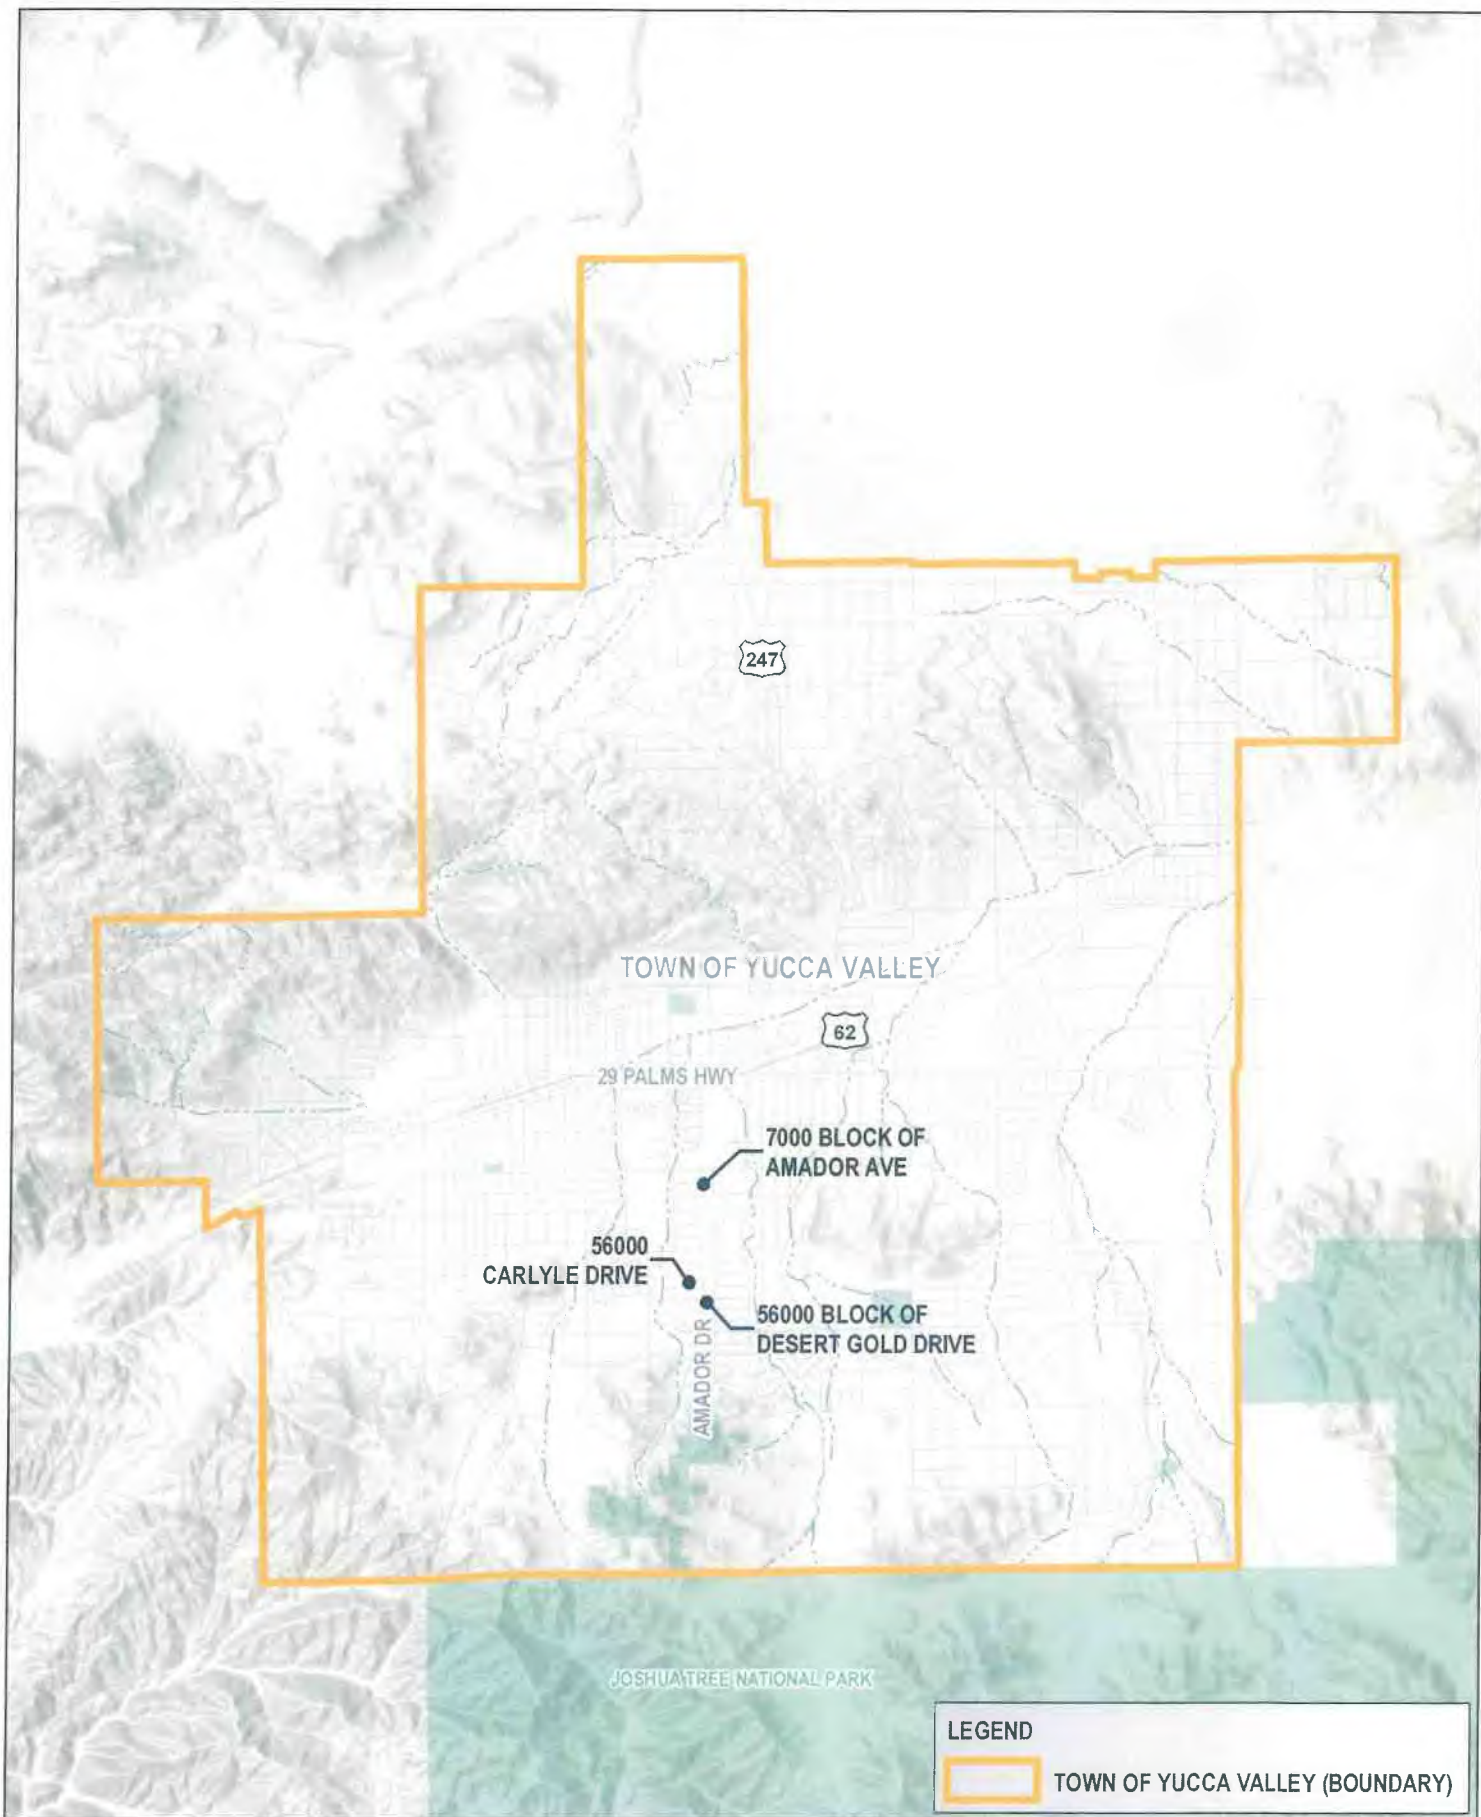 247
TOWN OF YUCCA VALLEY
62
29 PALMS HWY
7000 BLOCK OF
AMADOR AVE
56000
CARLYLE DRIVE
56000 BLOCK OF
DESERT GOLD DRIVE
AMADOR DR
JOSHUA TREE NATIONAL PARK
LEGEND
TOWN OF YUCCA VALLEY (BOUNDARY)